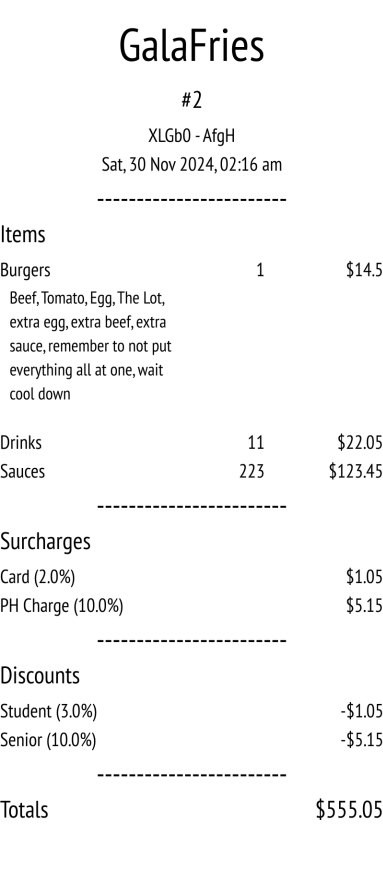 GalaFries
#2
XLGbO - AfgH
Sat, 30 Nov 2024, 02:16 am
------------------------
Items
Burgers 1 $14.5
Beef, Tomato, Egg, The Lot,
extra egg, extra beef, extra
sauce, remember to not put
everything all at one, wait
cool down
Drinks 11 $22.05
Sauces 223 $123.45
------------------------
Surcharges
Card (2.0%) $1.05
PH Charge (10.0%) $5.15
------------------------
Discounts
Student (3.0%) -$1.05
Senior (10.0%) -$5.15
------------------------
Totals $555.05